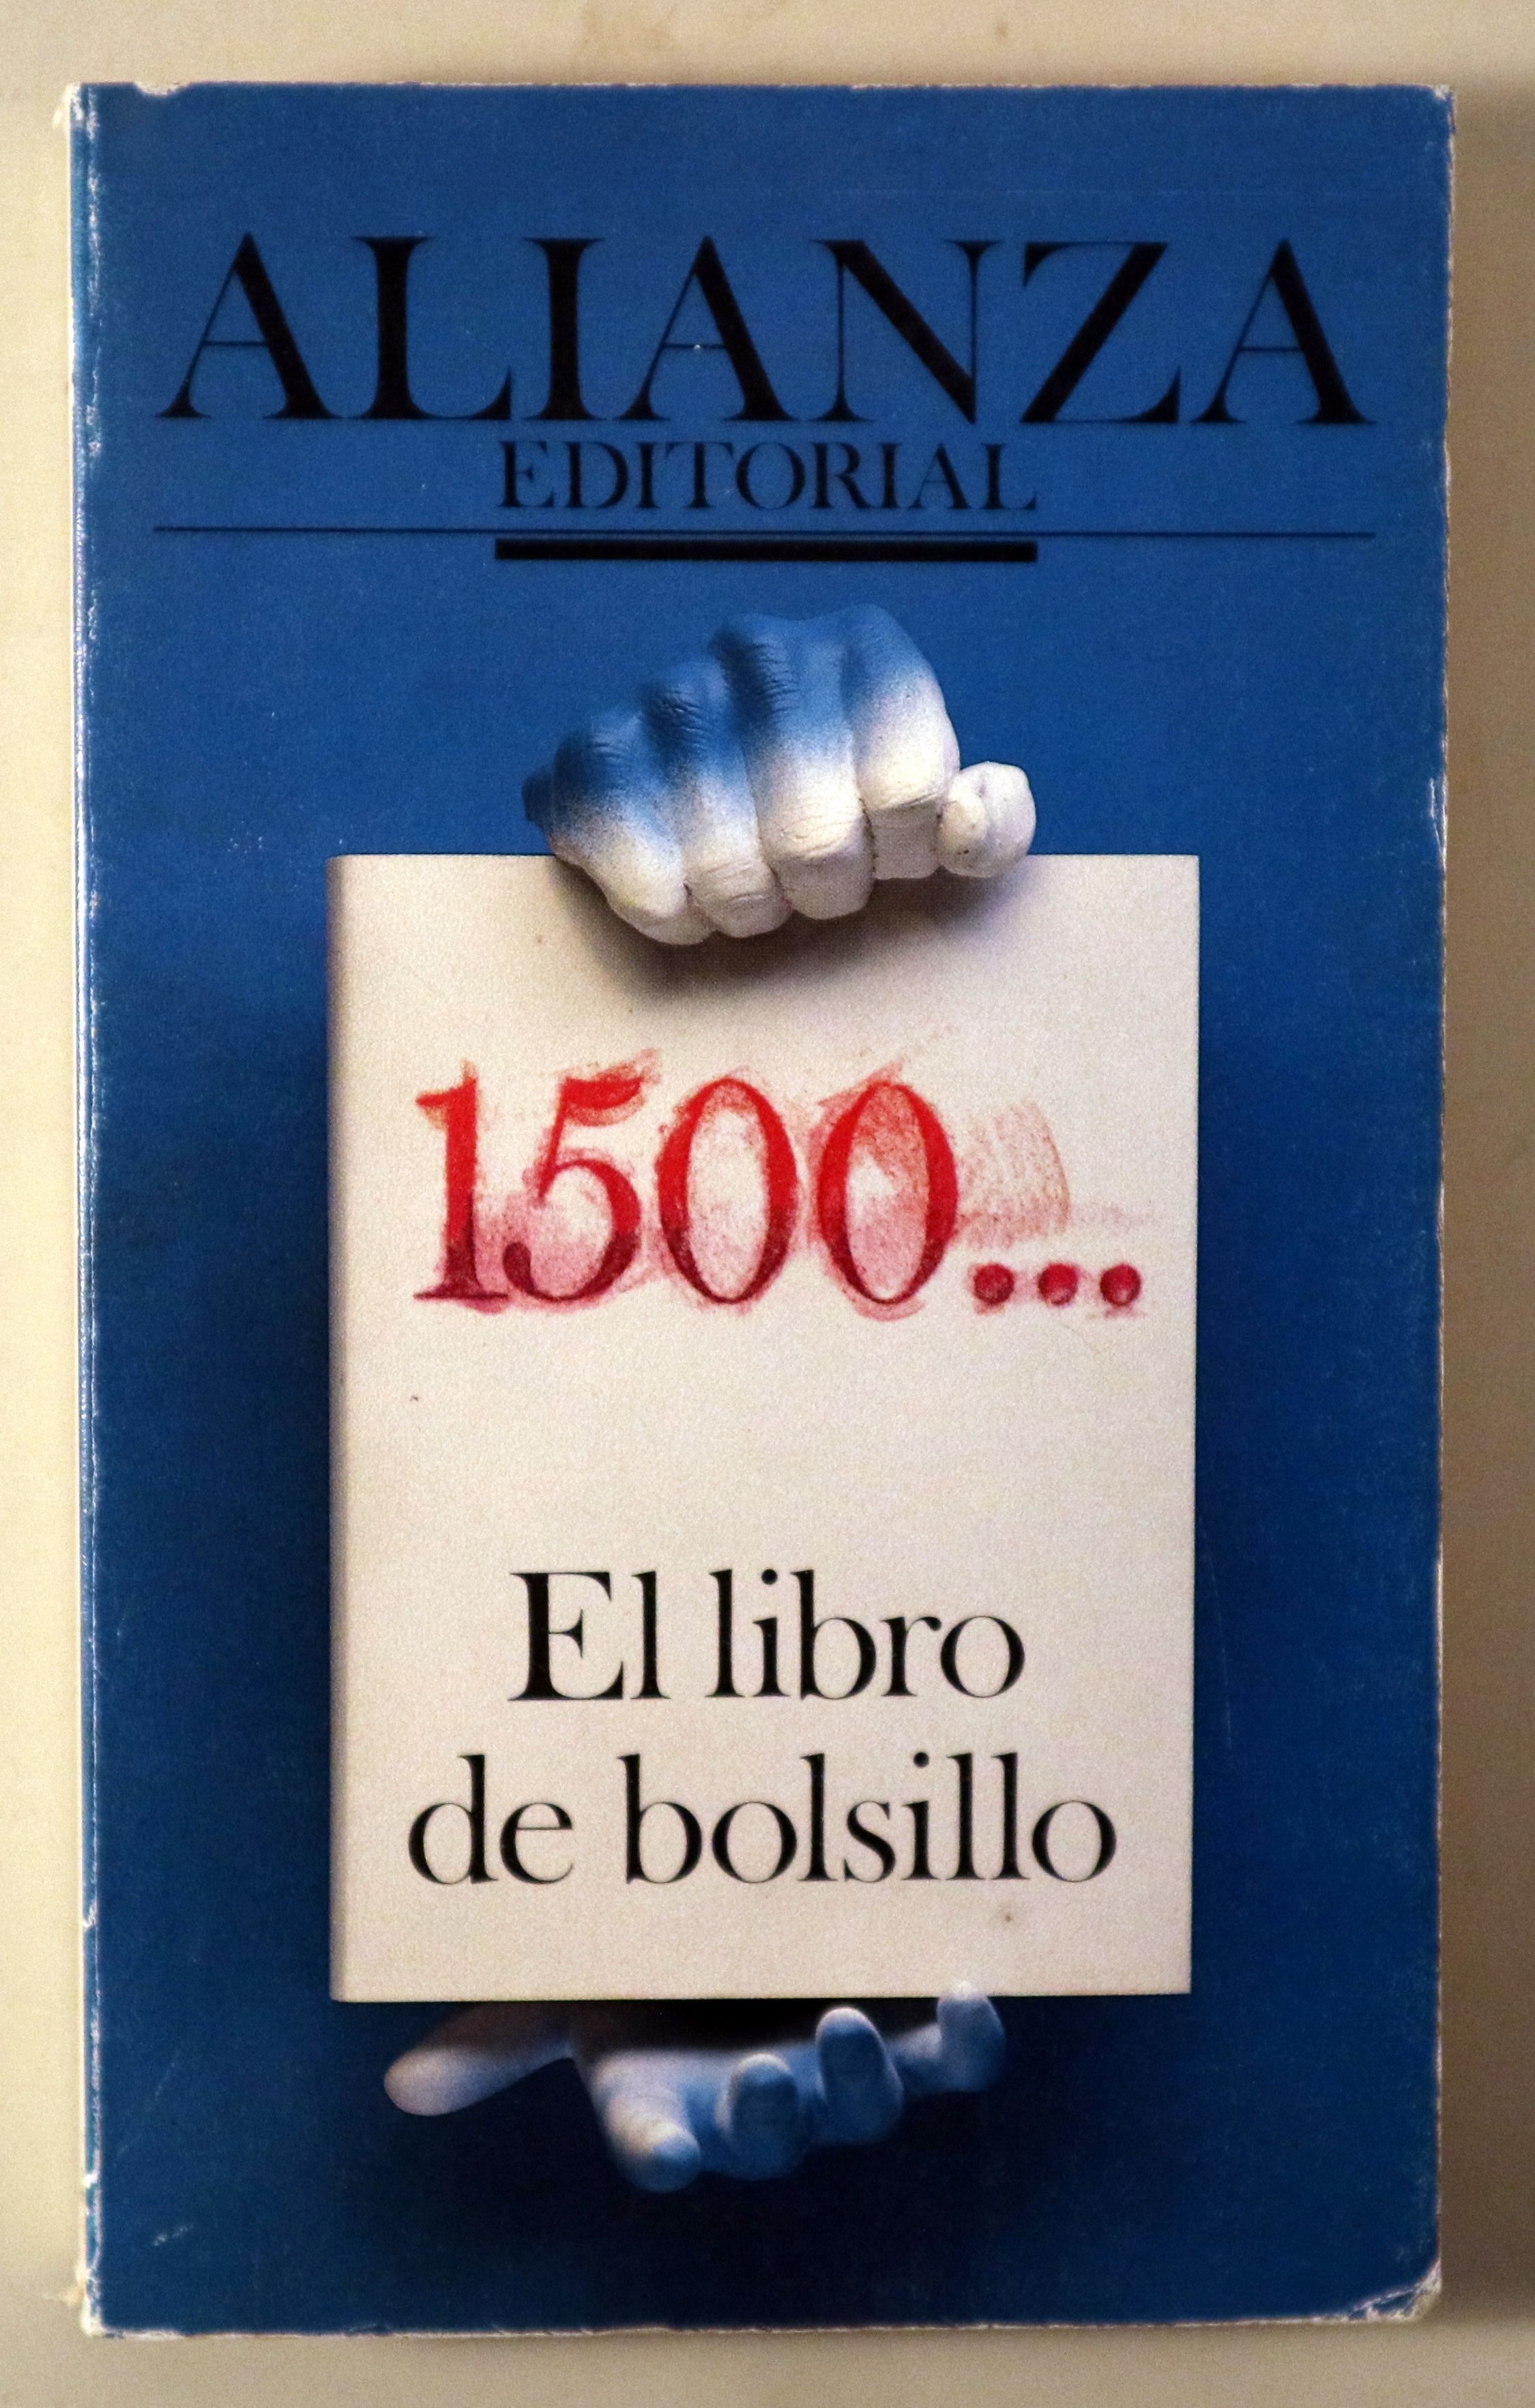 ALIANZA
EDITORIAL
1500...
El libro
de bolsillo